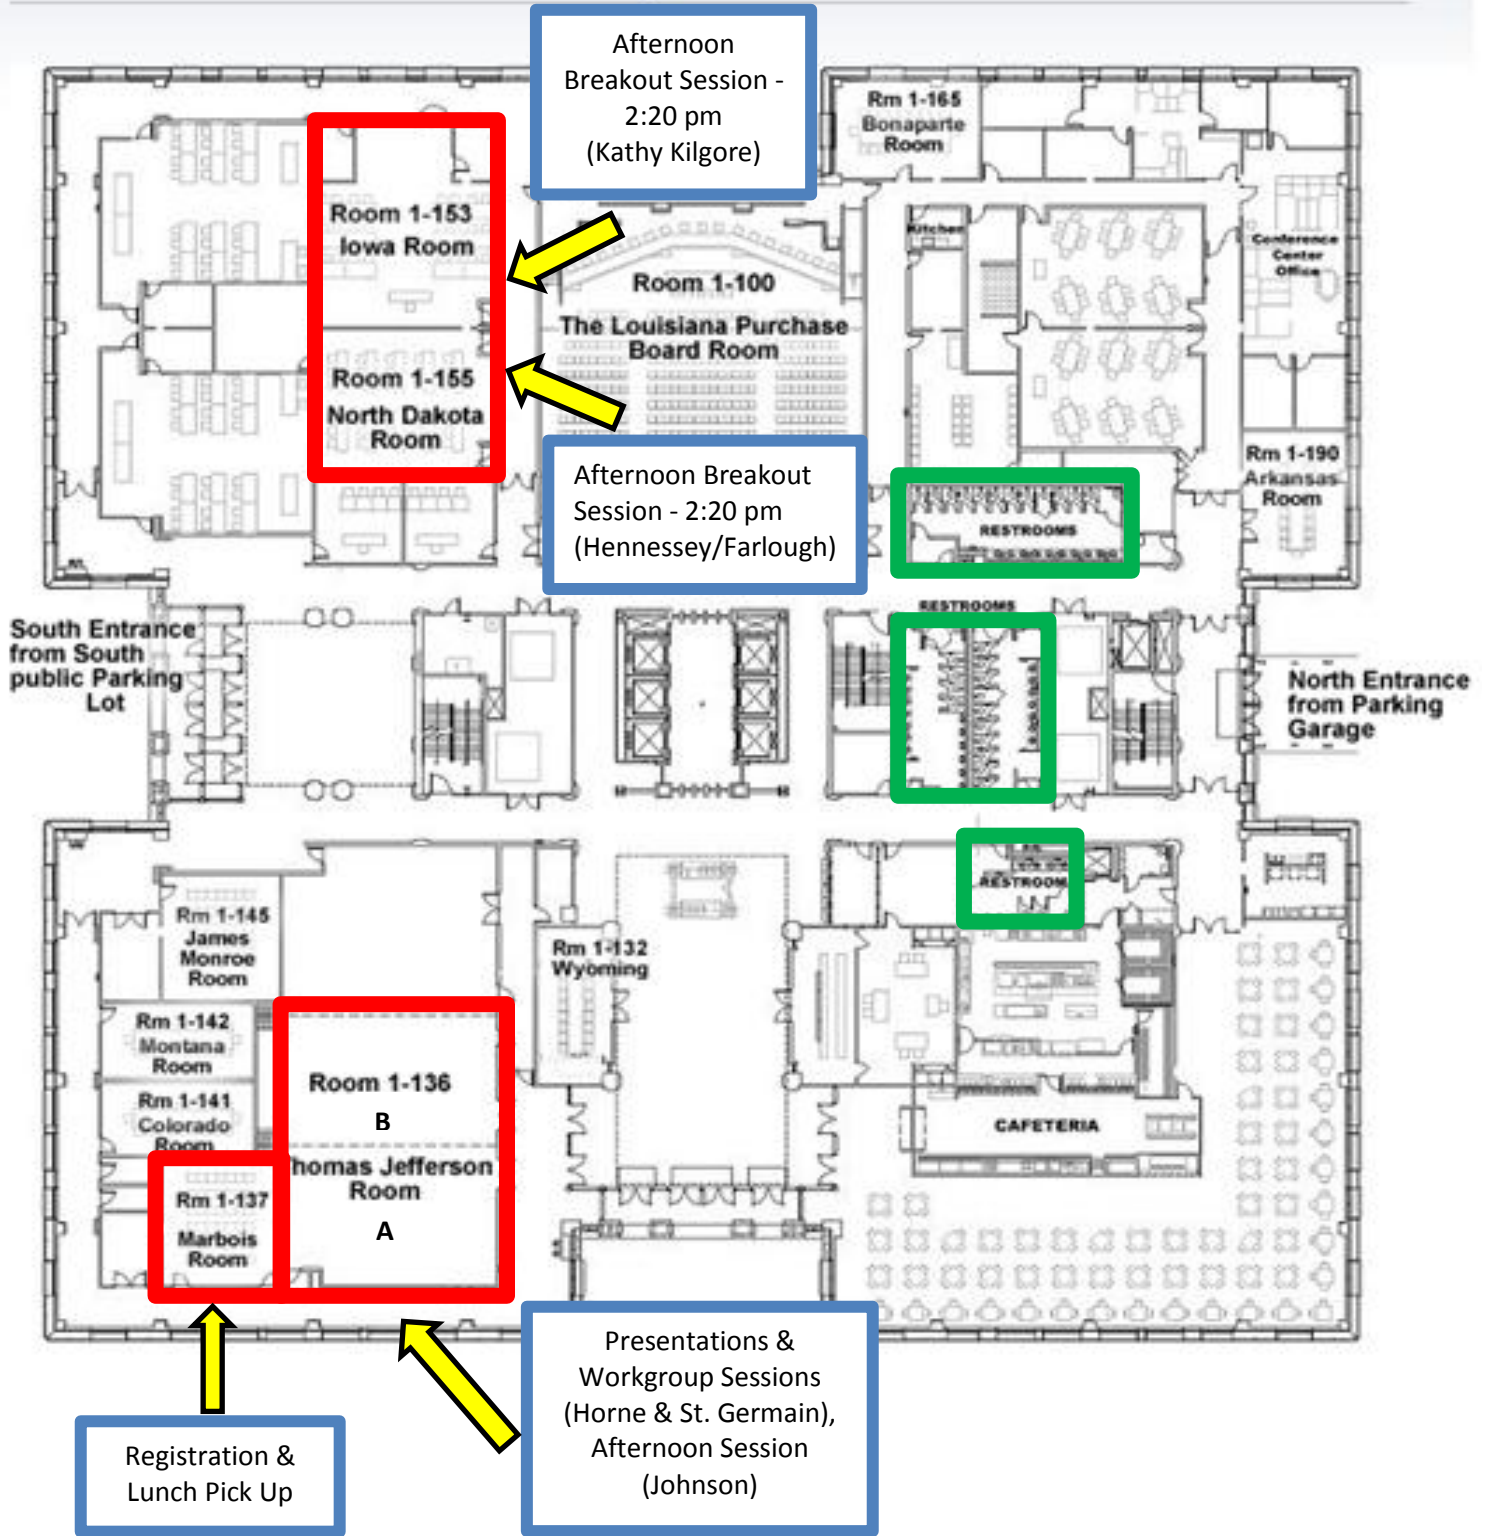 Afternoon
Breakout Session -
2:20 pm
(Kathy Kilgore)
Rm 1-165
Bonaparte
Room
Room 1-153
Iowa Room
Kitchen
Conference
Center
Office
Room 1-100
The Louisiana Purchase
Board Room
Room 1-155
North Dakota
Room
Afternoon Breakout
Session - 2:20 pm
(Hennessey/Farlough)
Rm 1-190
Arkansas
Room
RESTROOMS
RESTROOMS
South Entrance
from South
public Parking
Lot
North Entrance
from Parking
Garage
RESTROOM
Rm 1-145
James
Monroe
Room
Rm 1-132
Wyoming
Rm 1-142
Montana
Room
Rm 1-141
Colorado
Room
Room 1-136
B
homas Jefferson
Room
A
CAFETERIA
Rm 1-137
Marbois
Room
Presentations &
Workgroup Sessions
(Horne & St. Germain),
Afternoon Session
(Johnson)
Registration &
Lunch Pick Up